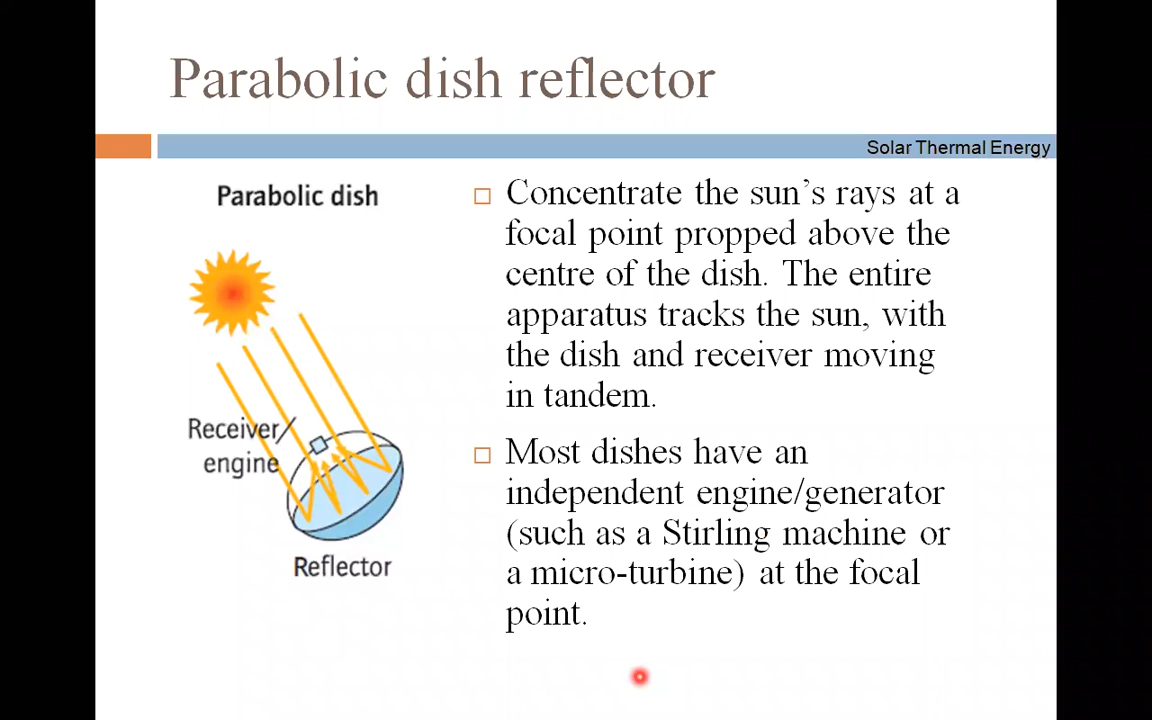 Parabolic dish reflector
Solar Thermal Energy
Parabolic dish
Receiver/
engine
Reflector
Concentrate the sun’s rays at a
focal point propped above the
centre of the dish. The entire
apparatus tracks the sun, with
the dish and receiver moving
in tandem.
Most dishes have an
independent engine/generator
(such as a Stirling machine or
a micro-turbine) at the focal
point.